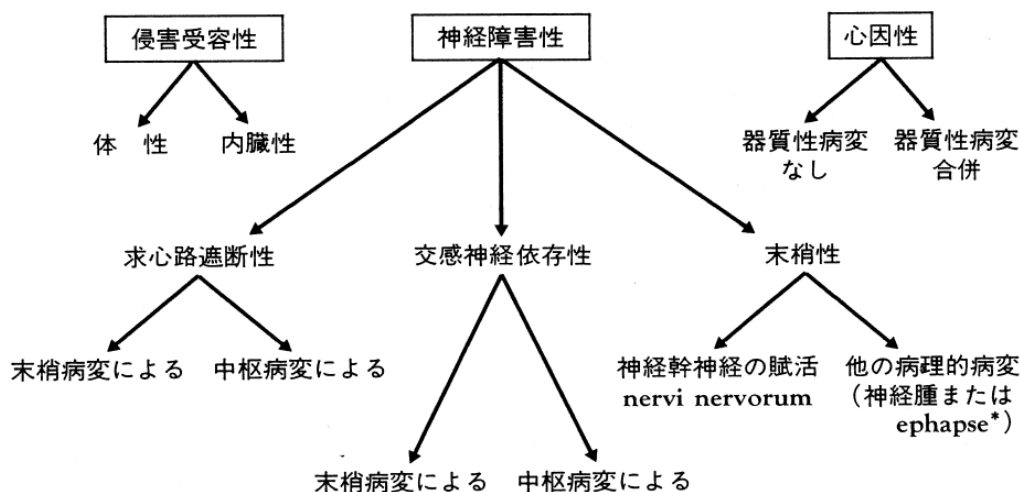 侵害受容性
神経障害性
心因性
体 性
内臓性
器質性病変
なし
器質性病変
合併
求心路遮断性
交感神経依存性
末梢性
末梢病変による
中枢病変による
神経幹神経の賦活
nervi nervorum
他の病理的病変
(神経腫または
ephapse*)
末梢病変による
中枢病変による